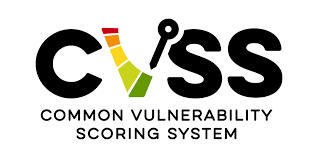 CVSS
COMMON VULNERABILITY
SCORING SYSTEM